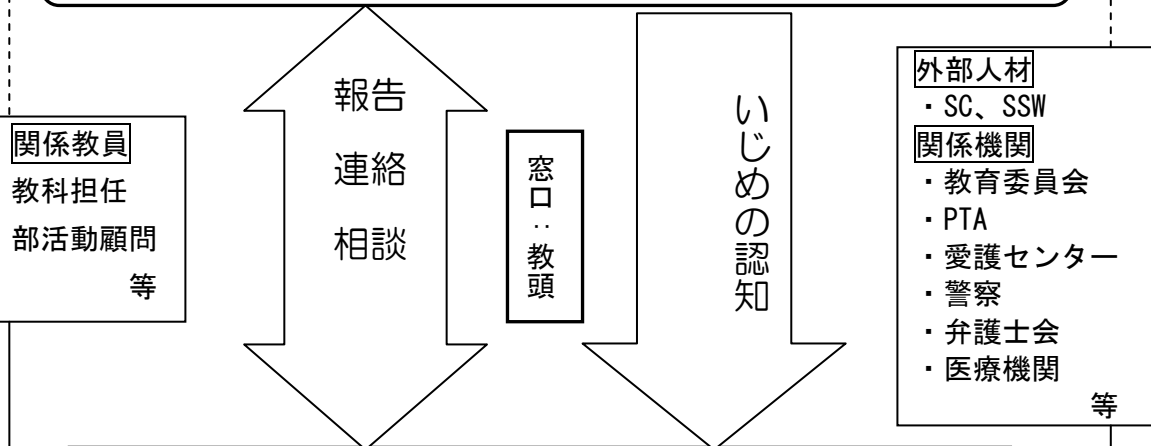 関係教員
教科担任
部活動顧問
等
報告
連絡
相談
窓口：教頭
いじめの認知
外部人材
・SC、SSW
関係機関
・教育委員会
・PTA
・愛護センター
・警察
・弁護士会
・医療機関
等